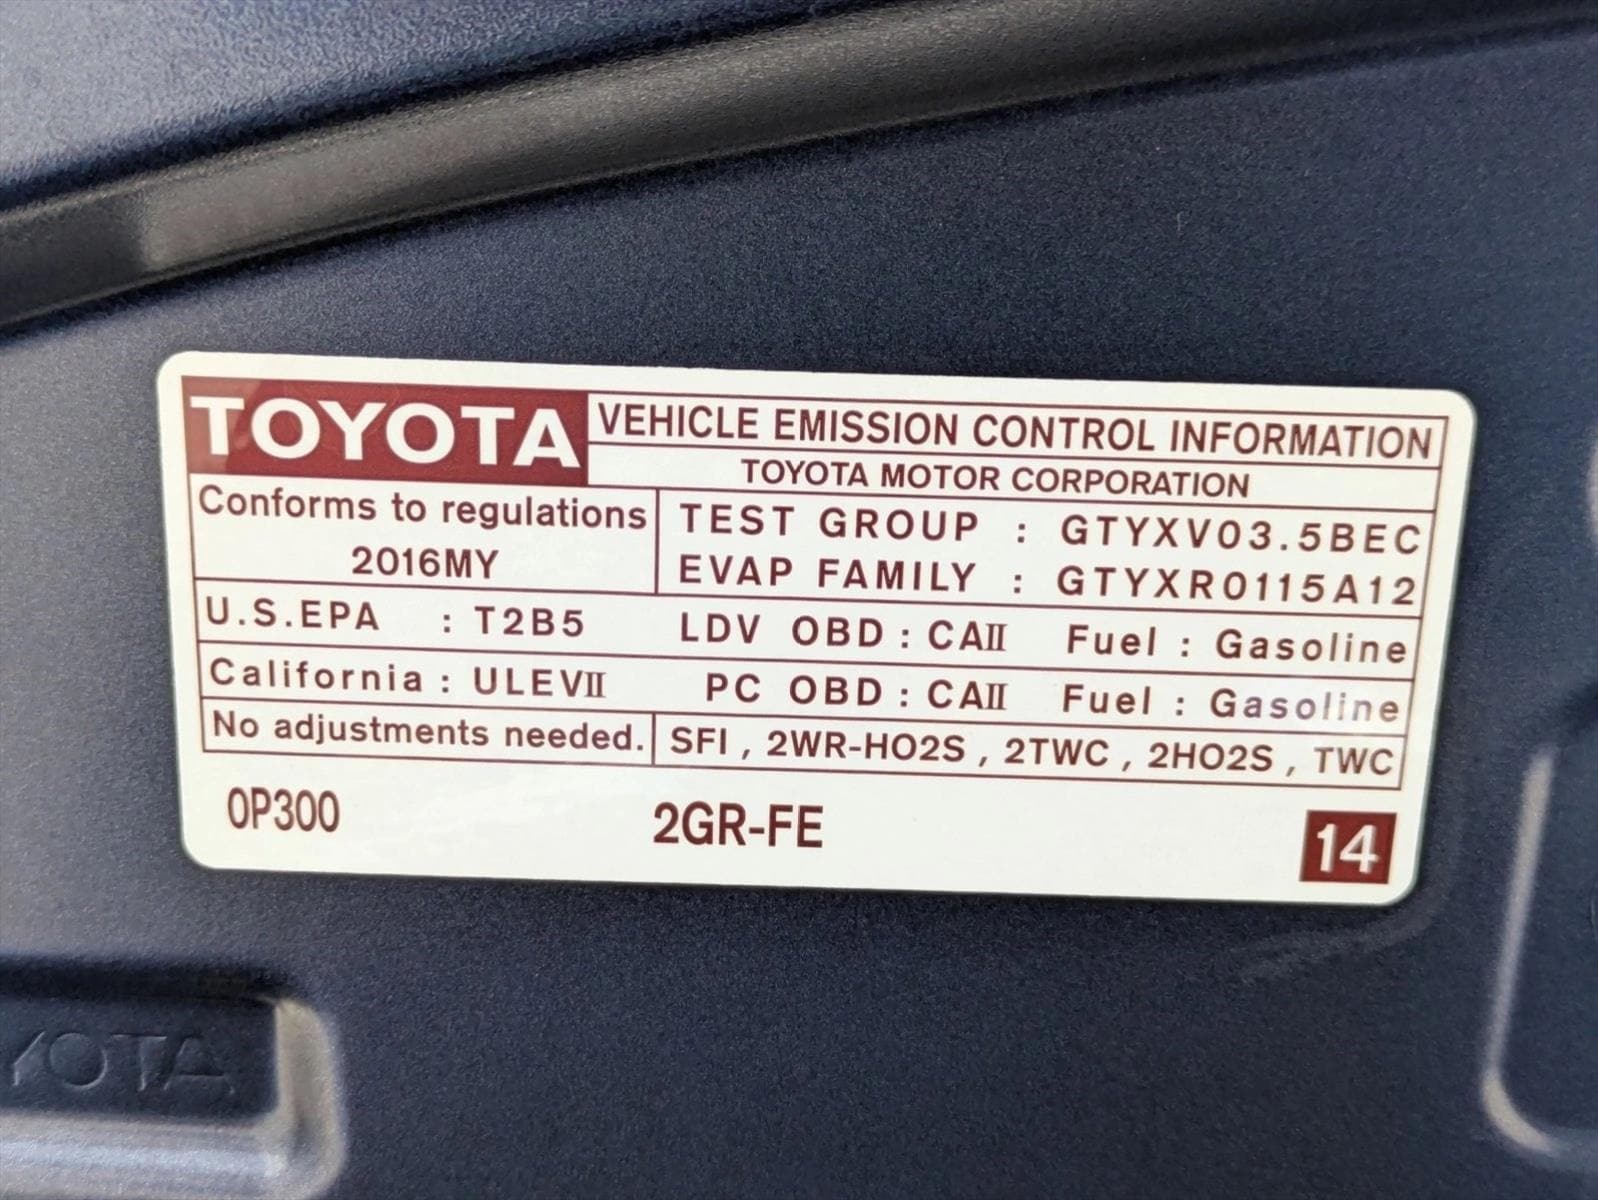 TOYOTA
VEHICLE EMISSION CONTROL INFORMATION
TOYOTA MOTOR CORPORATION
Conforms to regulations
2016MY
TEST GROUP : GTYXV03.5BEC
EVAP FAMILY : GTYXR0115A12
U.S.EPA : T2B5 LDV OBD : CAII Fuel : Gasoline
California : ULEVII PC OBD : CAII Fuel : Gasoline
No adjustments needed. SFI , 2WR-HO2S , 2TWC , 2HO2S , TWC
0P300 2GR-FE 14
YOTA